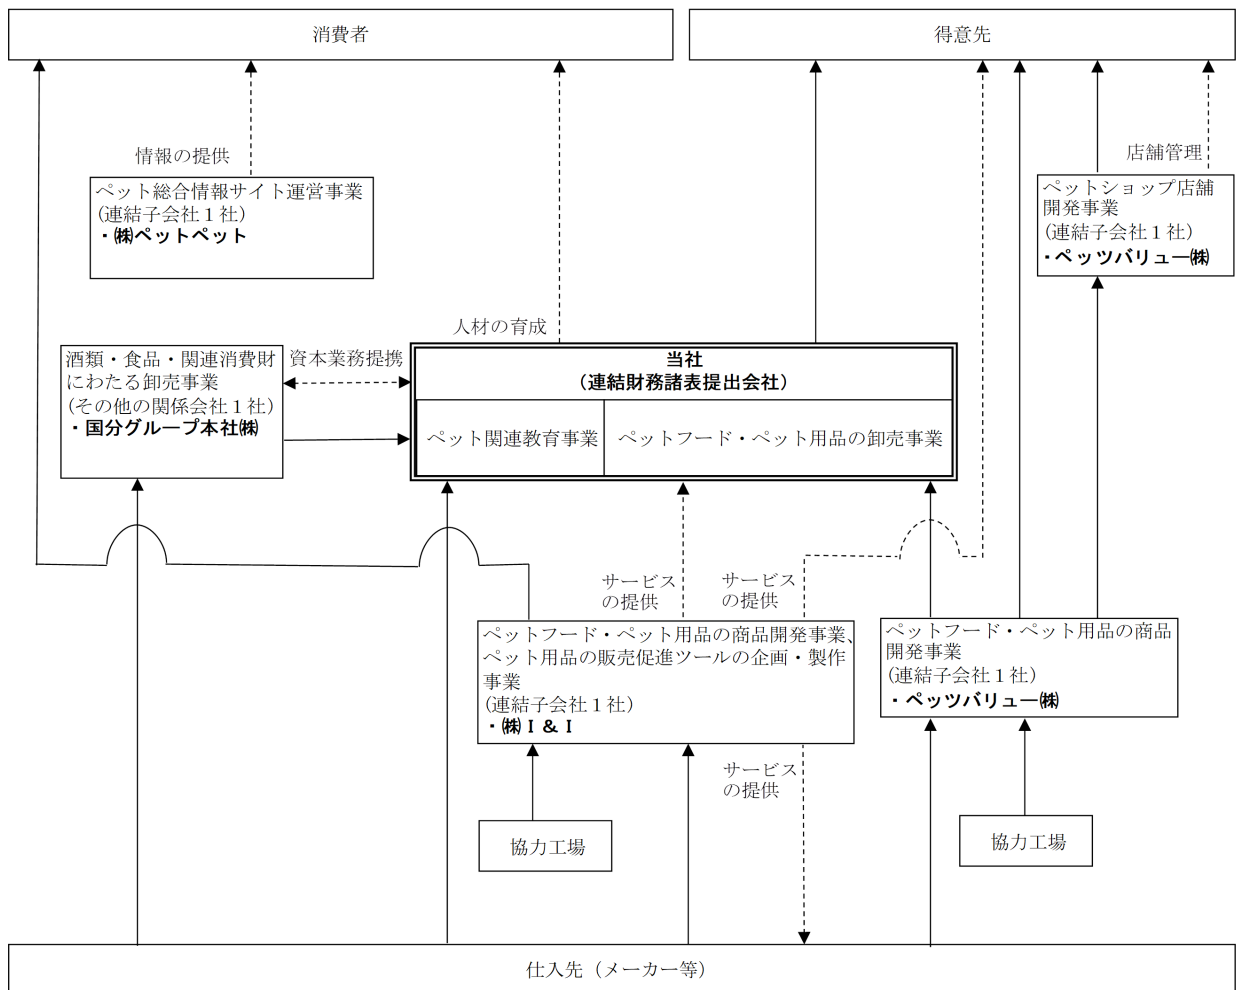 消費者
得意先
情報の提供
店舗管理
ペット総合情報サイト運営事業
(連結子会社１社)
・㈱ペットペット
ペットショップ店舗
開発事業
(連結子会社１社)
・ペッツバリュー㈱
人材の育成
酒類・食品・関連消費財
にわたる卸売事業
(その他の関係会社１社)
・国分グループ本社㈱
資本業務提携
当社
（連結財務諸表提出会社）
ペット関連教育事業
ペットフード・ペット用品の卸売事業
サービス
の提供
サービス
の提供
ペットフード・ペット用品の商品開発事業、
ペット用品の販売促進ツールの企画・製作
事業
(連結子会社１社)
・㈱Ｉ＆Ｉ
ペットフード・ペット用品の商品
開発事業
(連結子会社１社)
・ペッツバリュー㈱
サービス
の提供
協力工場
協力工場
仕入先（メーカー等）